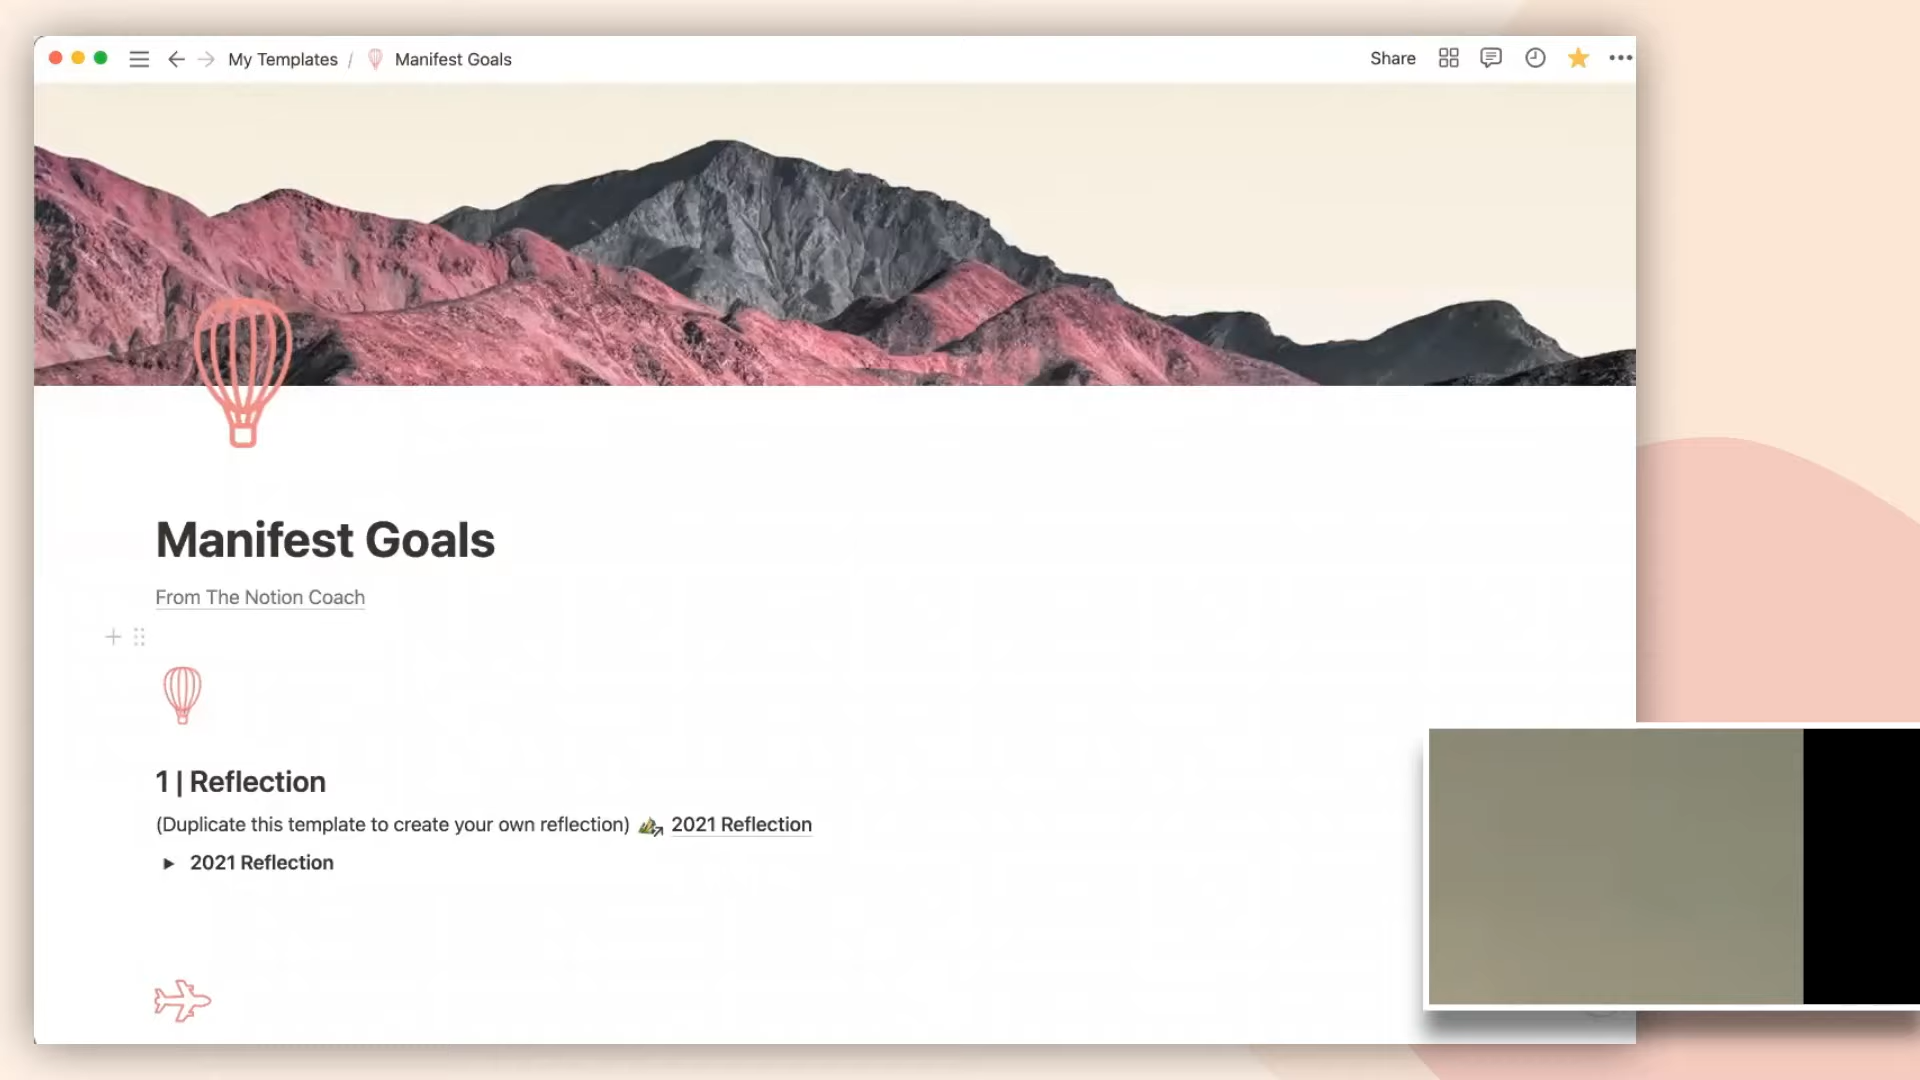 My Templates / Manifest Goals
Share
Manifest Goals
From The Notion Coach
1 | Reflection
(Duplicate this template to create your own reflection) 2021 Reflection
2021 Reflection